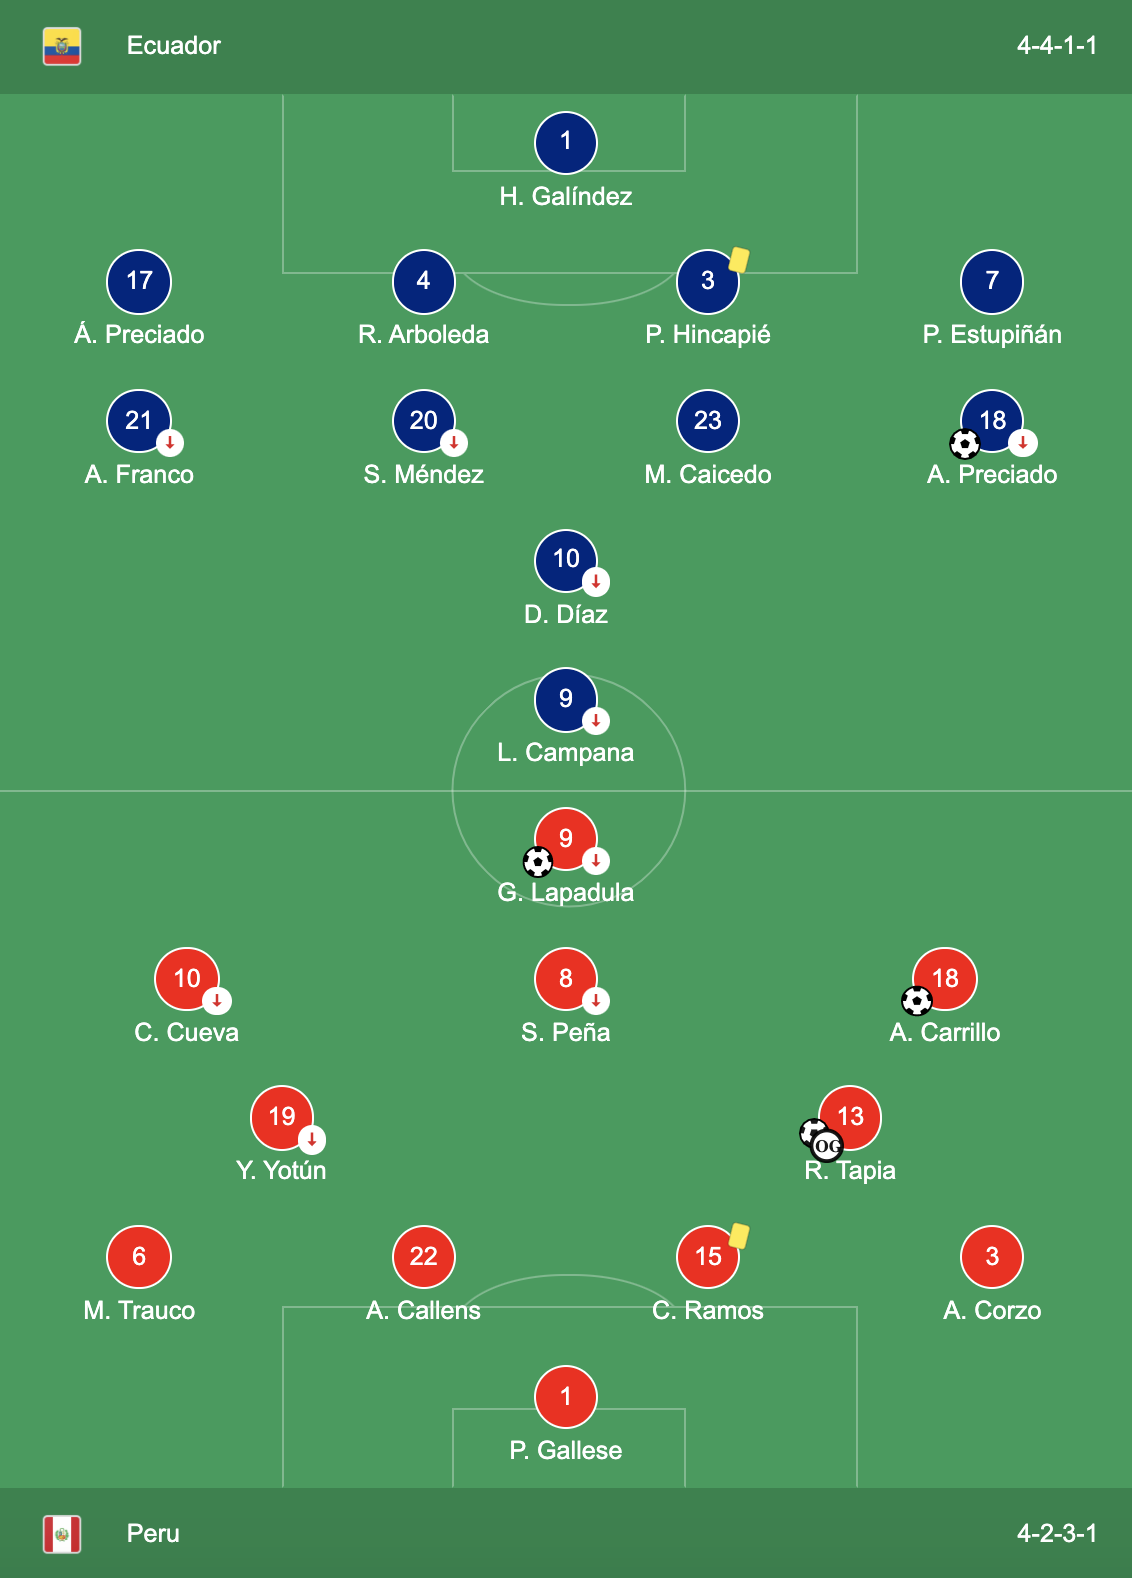 Ecuador 4-4-1-1
1
H. Galíndez
17 4 3 7
Á. Preciado R. Arboleda P. Hincapié P. Estupiñán
21 20 23 18
A. Franco S. Méndez M. Caicedo A. Preciado
10
D. Díaz
9
L. Campana
9
G. Lapadula
10 8 18
C. Cueva S. Peña A. Carrillo
19 13
OG
Y. Yotún R. Tapia
6 22 15 3
M. Trauco A. Callens C. Ramos A. Corzo
1
P. Gallese
Peru 4-2-3-1